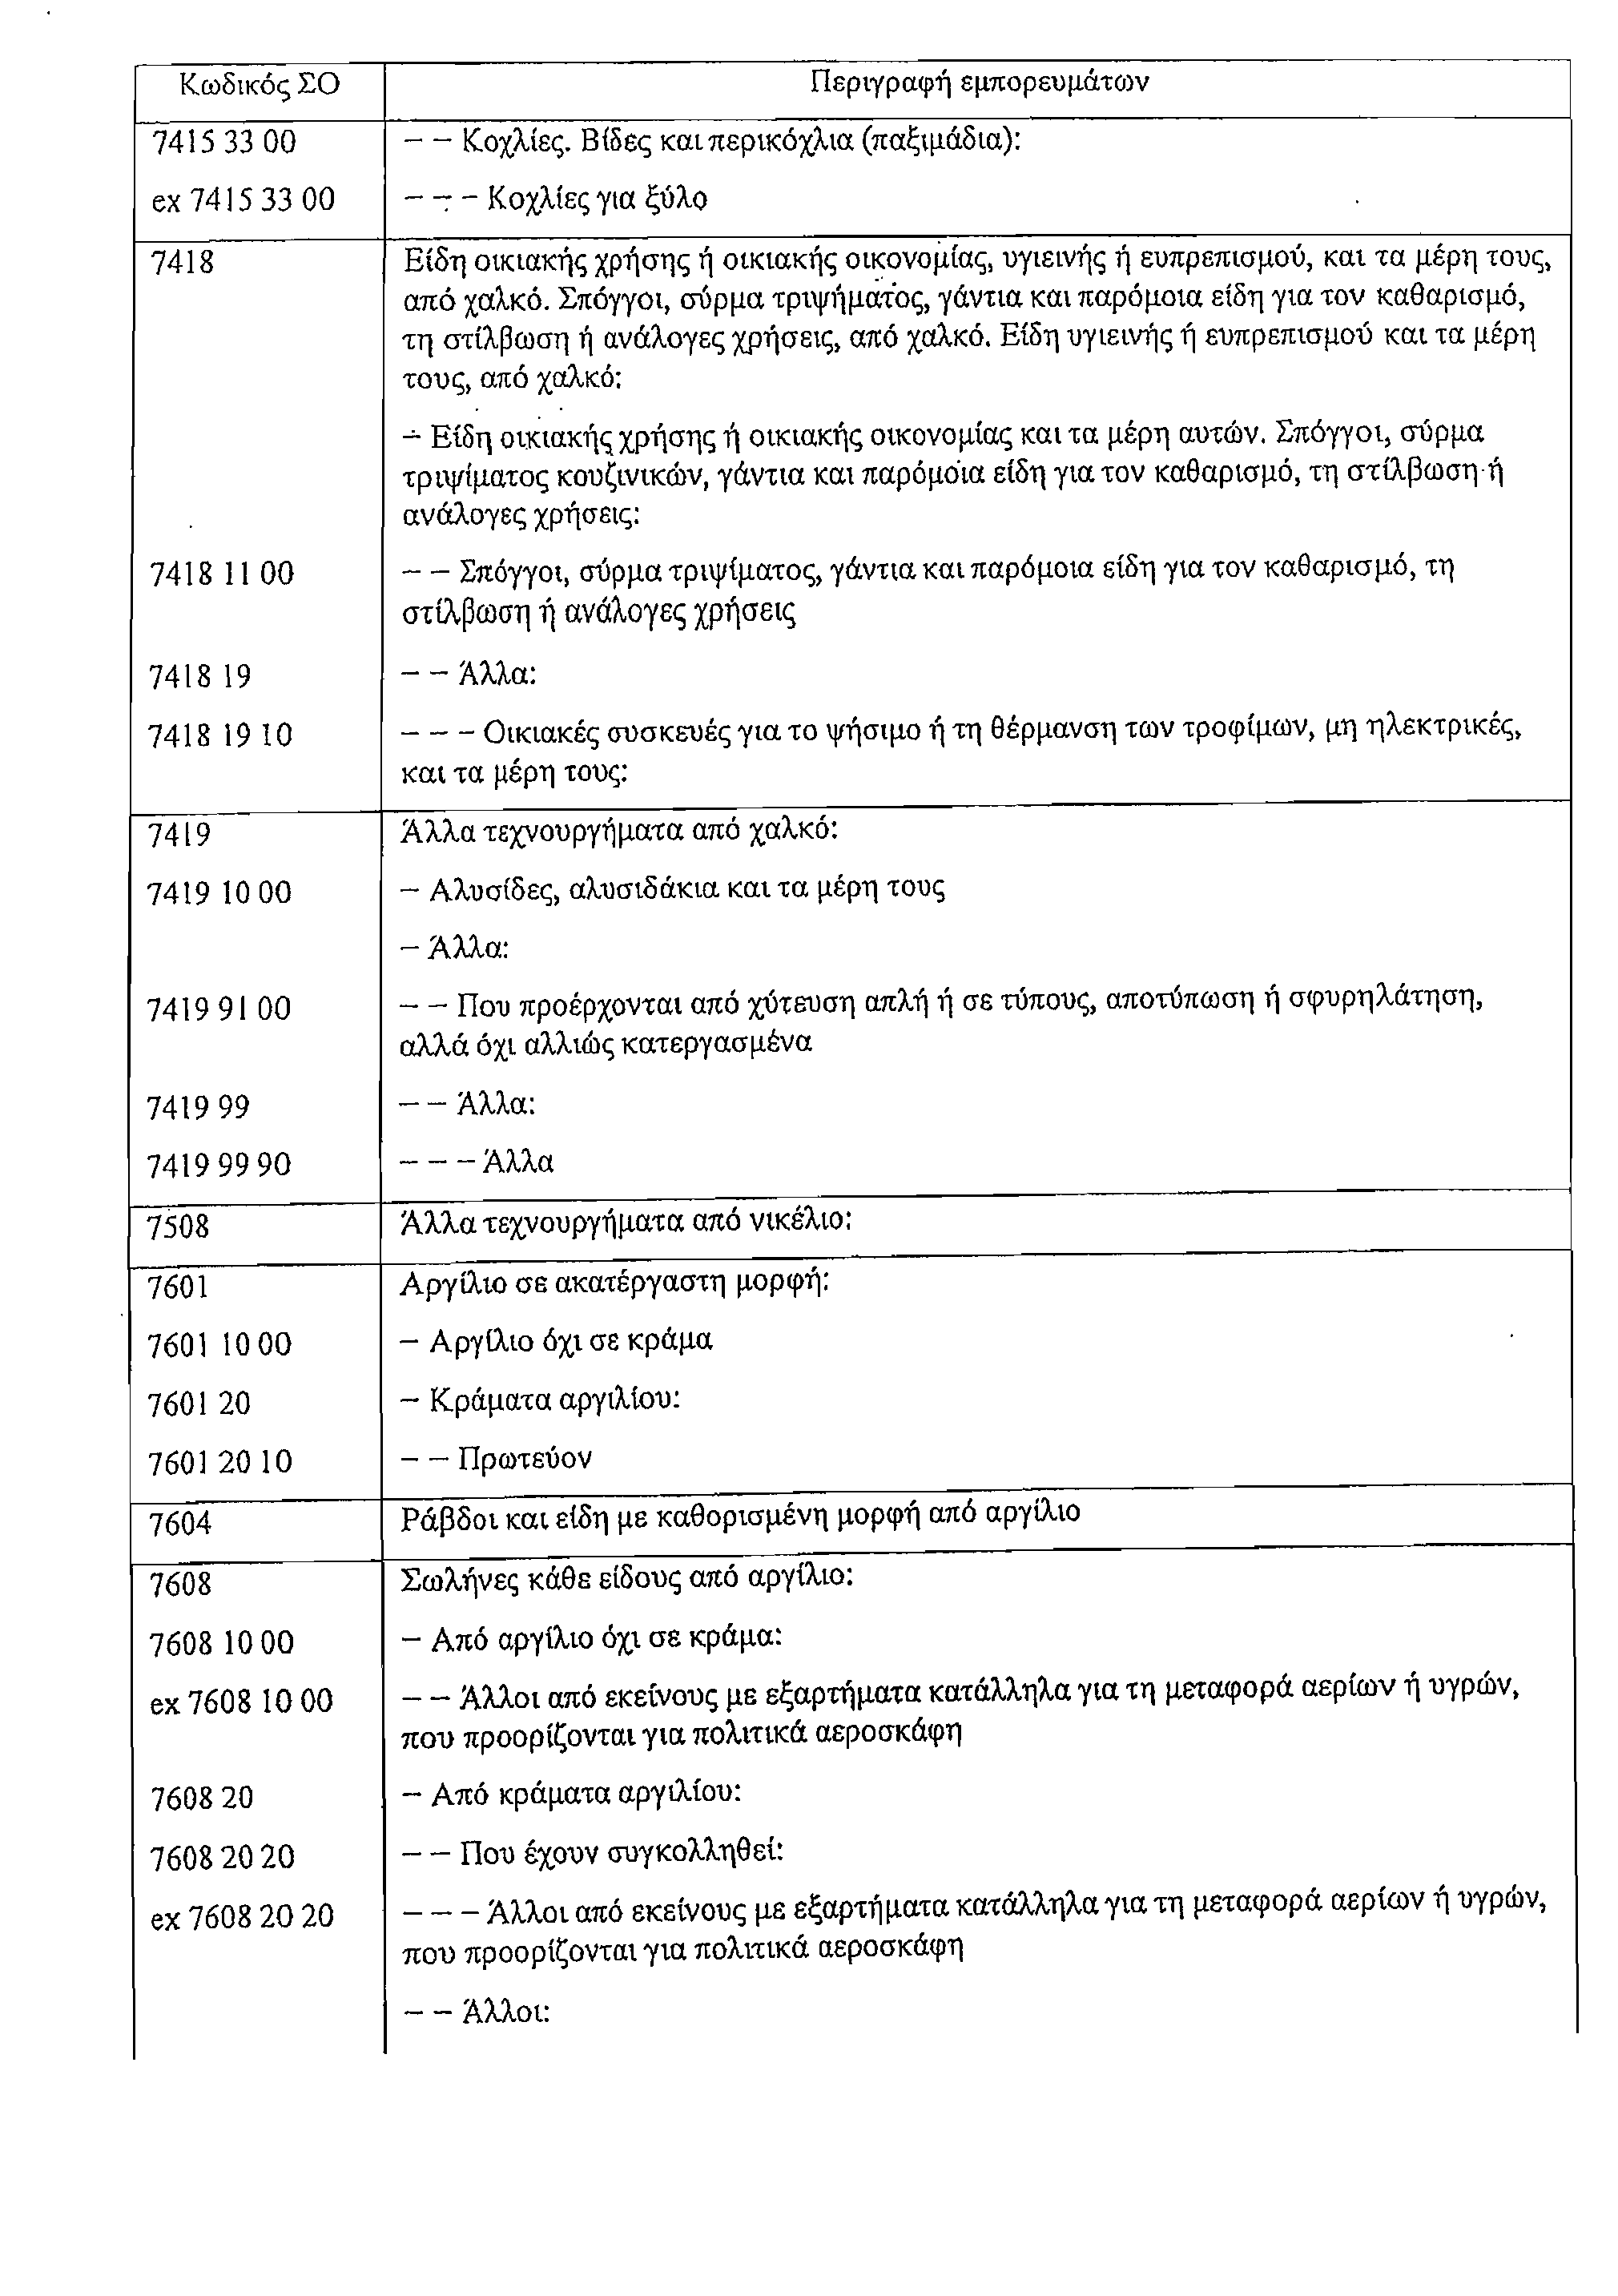 Κωδικός ΣΟ Περιγραφή εμπορευμάτων
7415 33 00 – – Κοχλίες. Βίδες και περικόχλια (παξιμάδια):
ex 7415 33 00 – – – Κοχλίες για ξύλο
7418 Είδη οικιακής χρήσης ή οικιακής οικονομίας, υγιεινής ή ευπρεπισμού, και τα μέρη τους,
από χαλκό. Σπόγγοι, σύρμα τριψήματος, γάντια και παρόμοια είδη για τον καθαρισμό,
τη στίλβωση ή ανάλογες χρήσεις, από χαλκό. Είδη υγιεινής ή ευπρεπισμού και τα μέρη
τους, από χαλκό:
– Είδη οικιακής χρήσης ή οικιακής οικονομίας και τα μέρη αυτών. Σπόγγοι, σύρμα
τριψίματος κουζινικών, γάντια και παρόμοια είδη για τον καθαρισμό, τη στίλβωση ή
ανάλογες χρήσεις:
7418 11 00 – – Σπόγγοι, σύρμα τριψίματος, γάντια και παρόμοια είδη για τον καθαρισμό, τη
στίλβωση ή ανάλογες χρήσεις
7418 19 – – Άλλα:
7418 19 10 – – – Οικιακές συσκευές για το ψήσιμο ή τη θέρμανση των τροφίμων, μη ηλεκτρικές,
και τα μέρη τους:
7419 Άλλα τεχνουργήματα από χαλκό:
7419 10 00 – Αλυσίδες, αλυσιδάκια και τα μέρη τους
– Άλλα:
7419 91 00 – – Που προέρχονται από χύτευση απλή ή σε τύπους, αποτύπωση ή σφυρηλάτηση,
αλλά όχι αλλιώς κατεργασμένα
7419 99 – – Άλλα:
7419 99 90 – – – Άλλα
7508 Άλλα τεχνουργήματα από νικέλιο:
7601 Αργίλιο σε ακατέργαστη μορφή:
7601 10 00 – Αργίλιο όχι σε κράμα
7601 20 – Κράματα αργιλίου:
7601 20 10 – – Πρωτεύον
7604 Ράβδοι και είδη με καθορισμένη μορφή από αργίλιο
7608 Σωλήνες κάθε είδους από αργίλιο:
7608 10 00 – Από αργίλιο όχι σε κράμα:
ex 7608 10 00 – – Άλλοι από εκείνους με εξαρτήματα κατάλληλα για τη μεταφορά αερίων ή υγρών,
που προορίζονται για πολιτικά αεροσκάφη
7608 20 – Από κράματα αργιλίου:
7608 20 20 – – Που έχουν συγκολληθεί:
ex 7608 20 20 – – – Άλλοι από εκείνους με εξαρτήματα κατάλληλα για τη μεταφορά αερίων ή υγρών,
που προορίζονται για πολιτικά αεροσκάφη
– – Άλλοι: